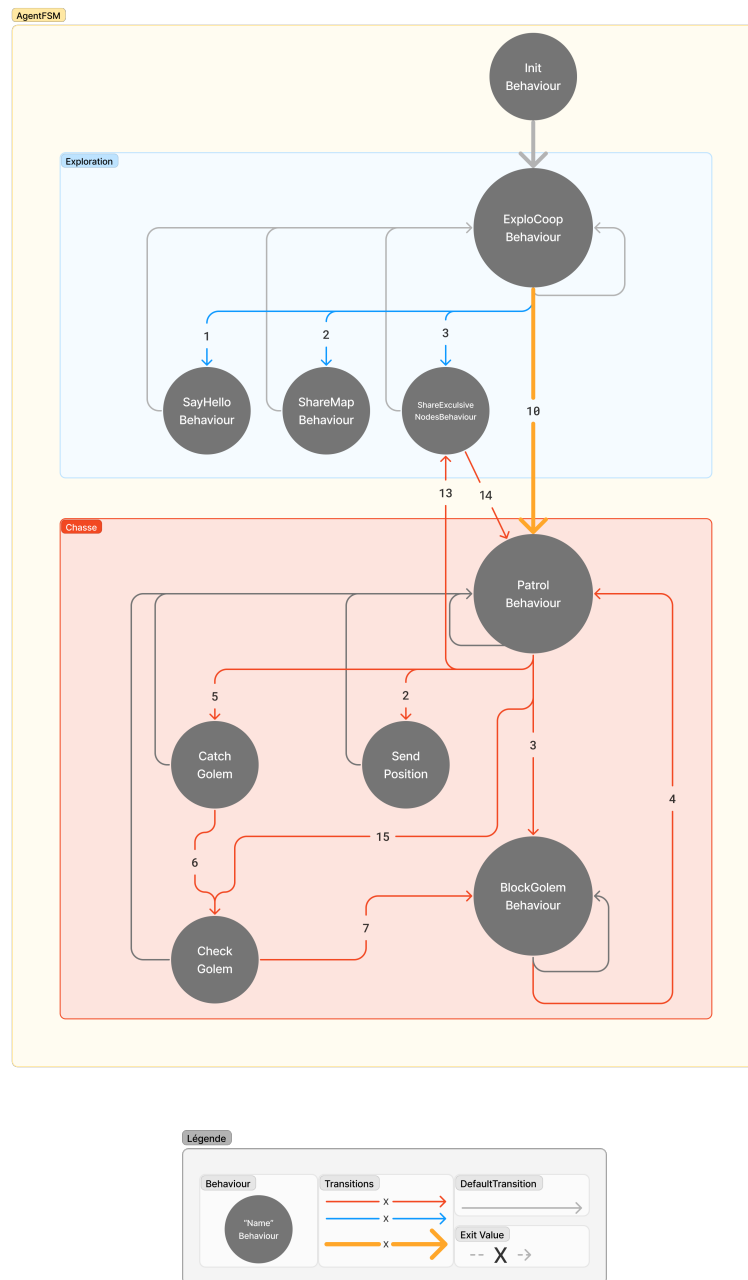 AgentFSM
Init
Behaviour
Exploration
ExploCoop
Behaviour
1
2
3
SayHello
Behaviour
ShareMap
Behaviour
ShareExculsive
NodesBehaviour
10
13
14
Chasse
Patrol
Behaviour
5
2
3
Catch
Golem
Send
Position
4
15
6
BlockGolem
Behaviour
7
Check
Golem
Légende
Behaviour
"Name"
Behaviour
Transitions
X
X
X
DefaultTransition
Exit Value
X